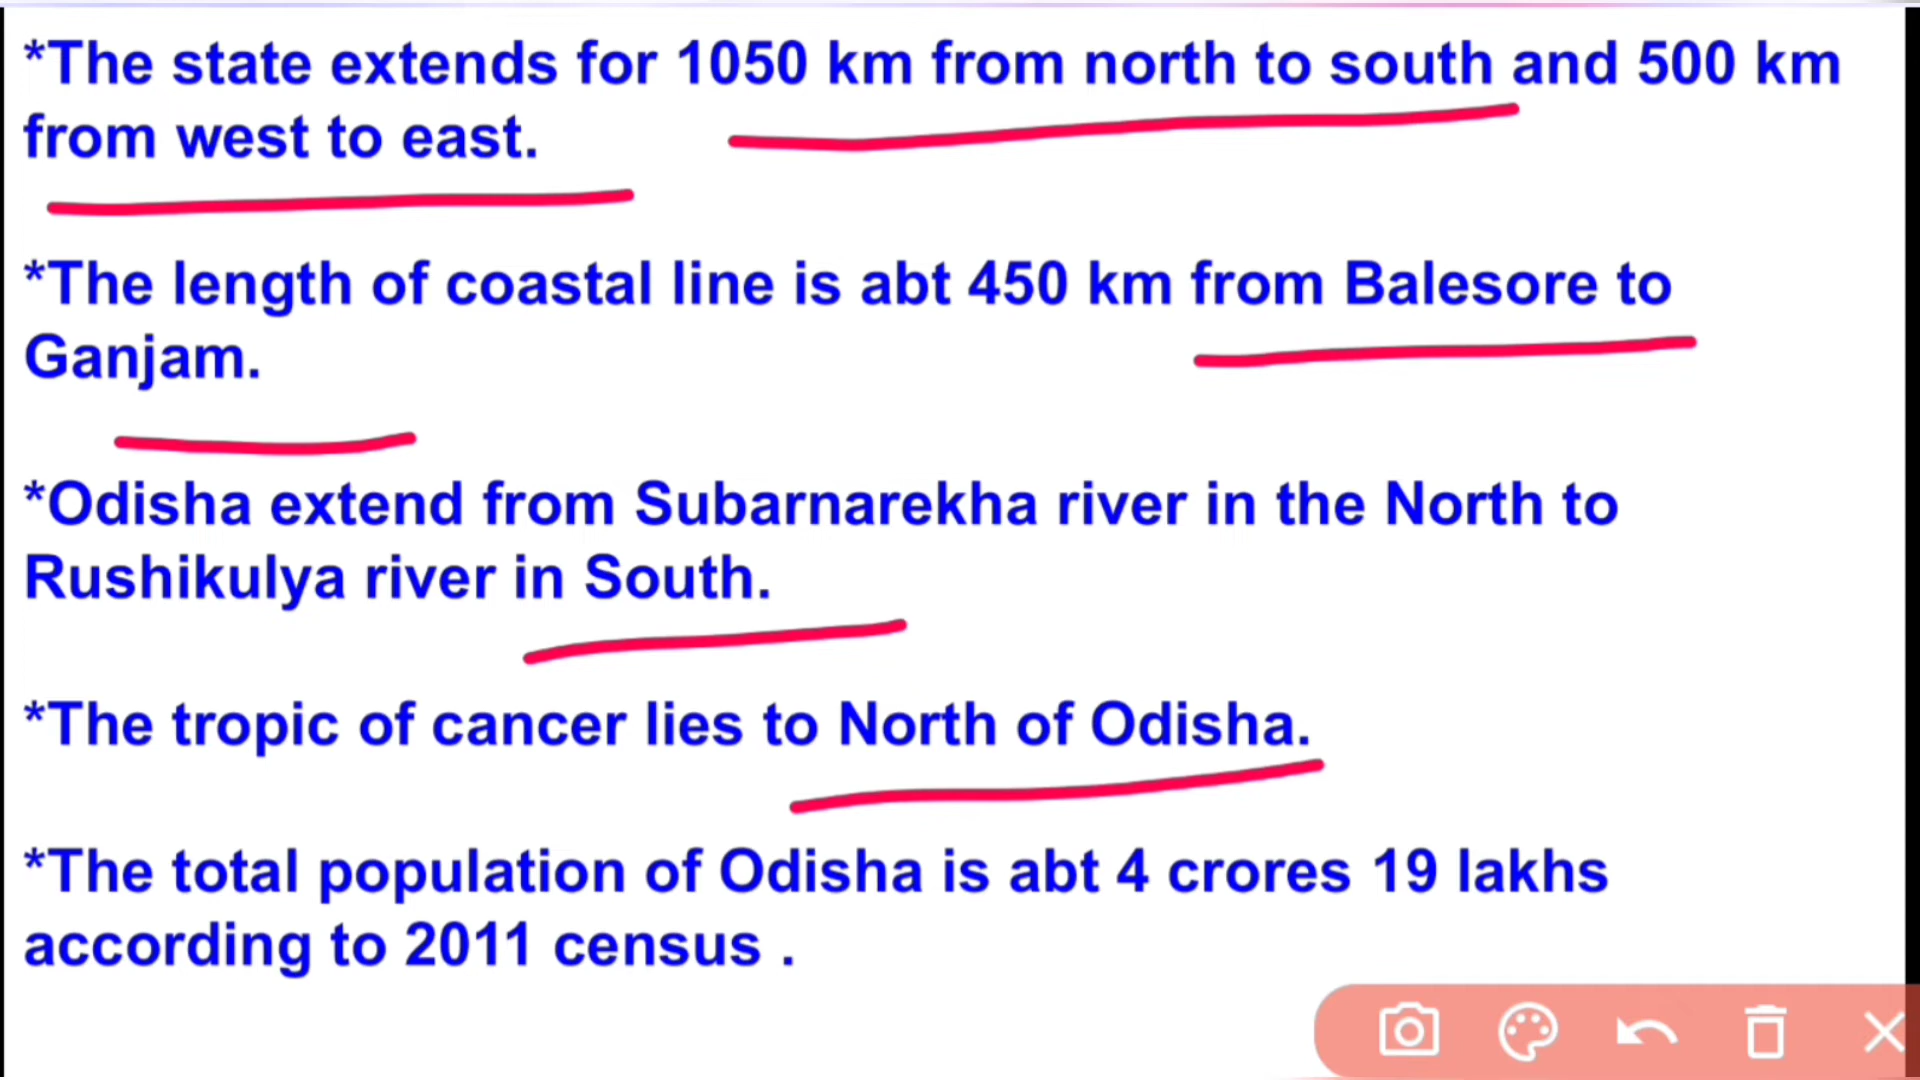 *The state extends for 1050 km from north to south and 500 km
from west to east.
*The length of coastal line is abt 450 km from Balesore to
Ganjam.
*Odisha extend from Subarnarekha river in the North to
Rushikulya river in South.
*The tropic of cancer lies to North of Odisha.
*The total population of Odisha is abt 4 crores 19 lakhs
according to 2011 census .